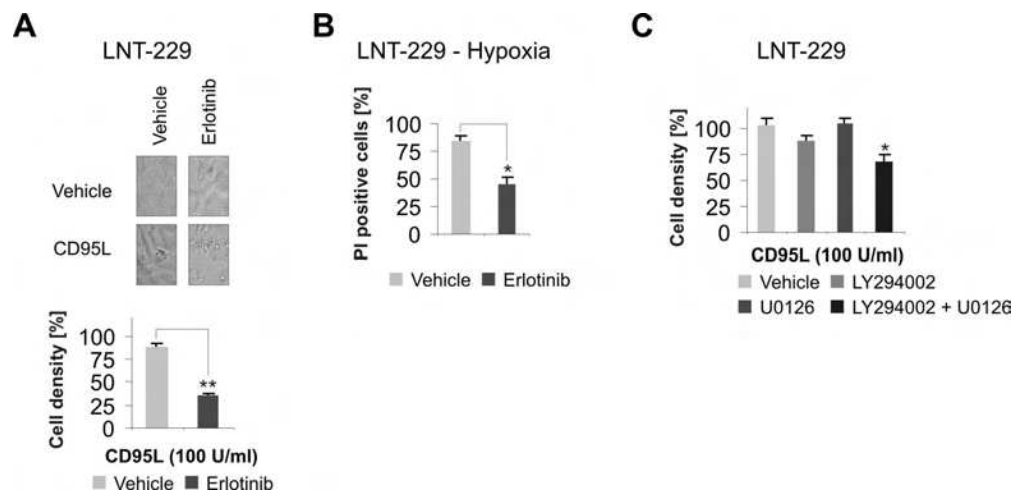 A
LNT-229
Vehicle
Erlotinib
Vehicle
CD95L
Cell density [%]
100
75
50
25
0
**
CD95L (100 U/ml)
Vehicle Erlotinib
B
LNT-229 - Hypoxia
PI positive cells [%]
100
75
50
25
0
*
Vehicle Erlotinib
C
LNT-229
Cell density [%]
100
75
50
25
0
*
CD95L (100 U/ml)
Vehicle LY294002
U0126 LY294002 + U0126